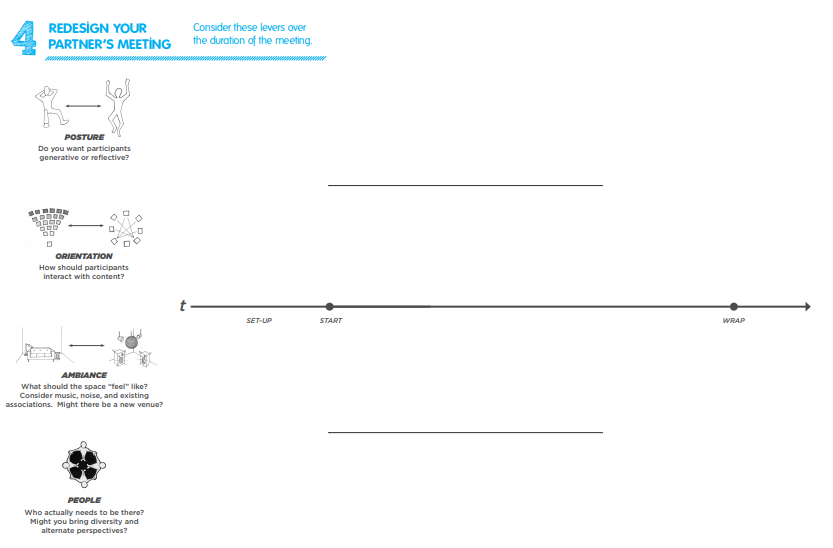 4
REDESIGN YOUR
PARTNER'S MEETING
Consider these levers over
the duration of the meeting.
POSTURE
Do you want participants
generative or reflective?
ORIENTATION
How should participants
interact with content?
t
SET-UP
START
WRAP
AMBIANCE
What should the space “feel” like?
Consider music, noise, and existing
associations. Might there be a new venue?
PEOPLE
Who actually needs to be there?
Might you bring diversity and
alternate perspectives?